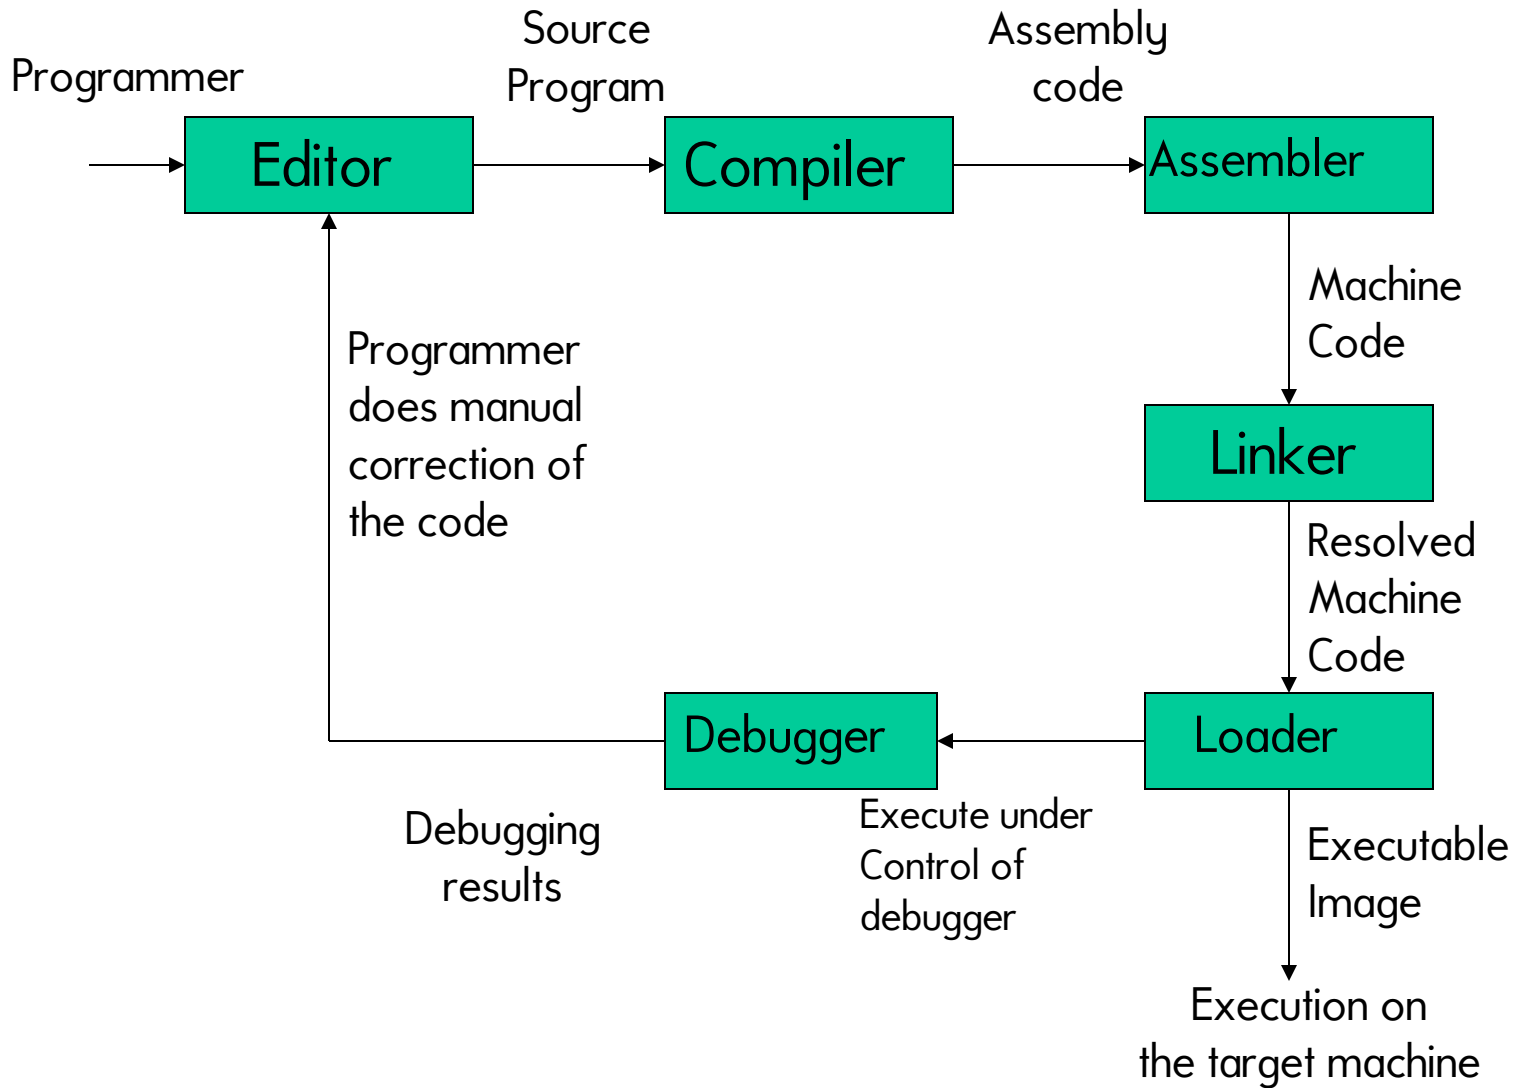 Programmer
Source
Program
Assembly
code
Editor
Compiler
Assembler
Machine
Code
Programmer
does manual
correction of
the code
Linker
Resolved
Machine
Code
Debugger
Loader
Debugging
results
Execute under
Control of
debugger
Executable
Image
Execution on
the target machine